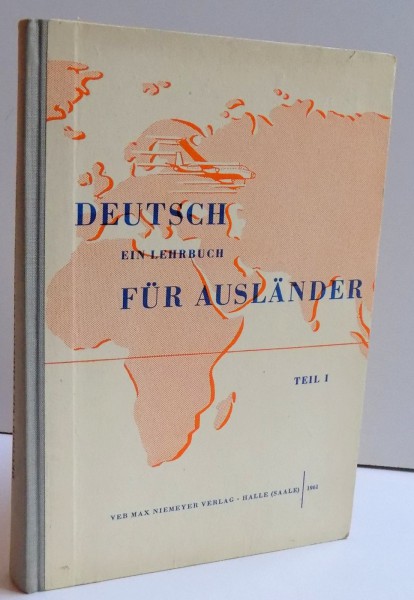 DEUTSCH
EIN LEHRBUCH
FÜR AUSLÄNDER
TEIL I
VEB MAX NIEMEYER VERLAG · HALLE (SAALE)